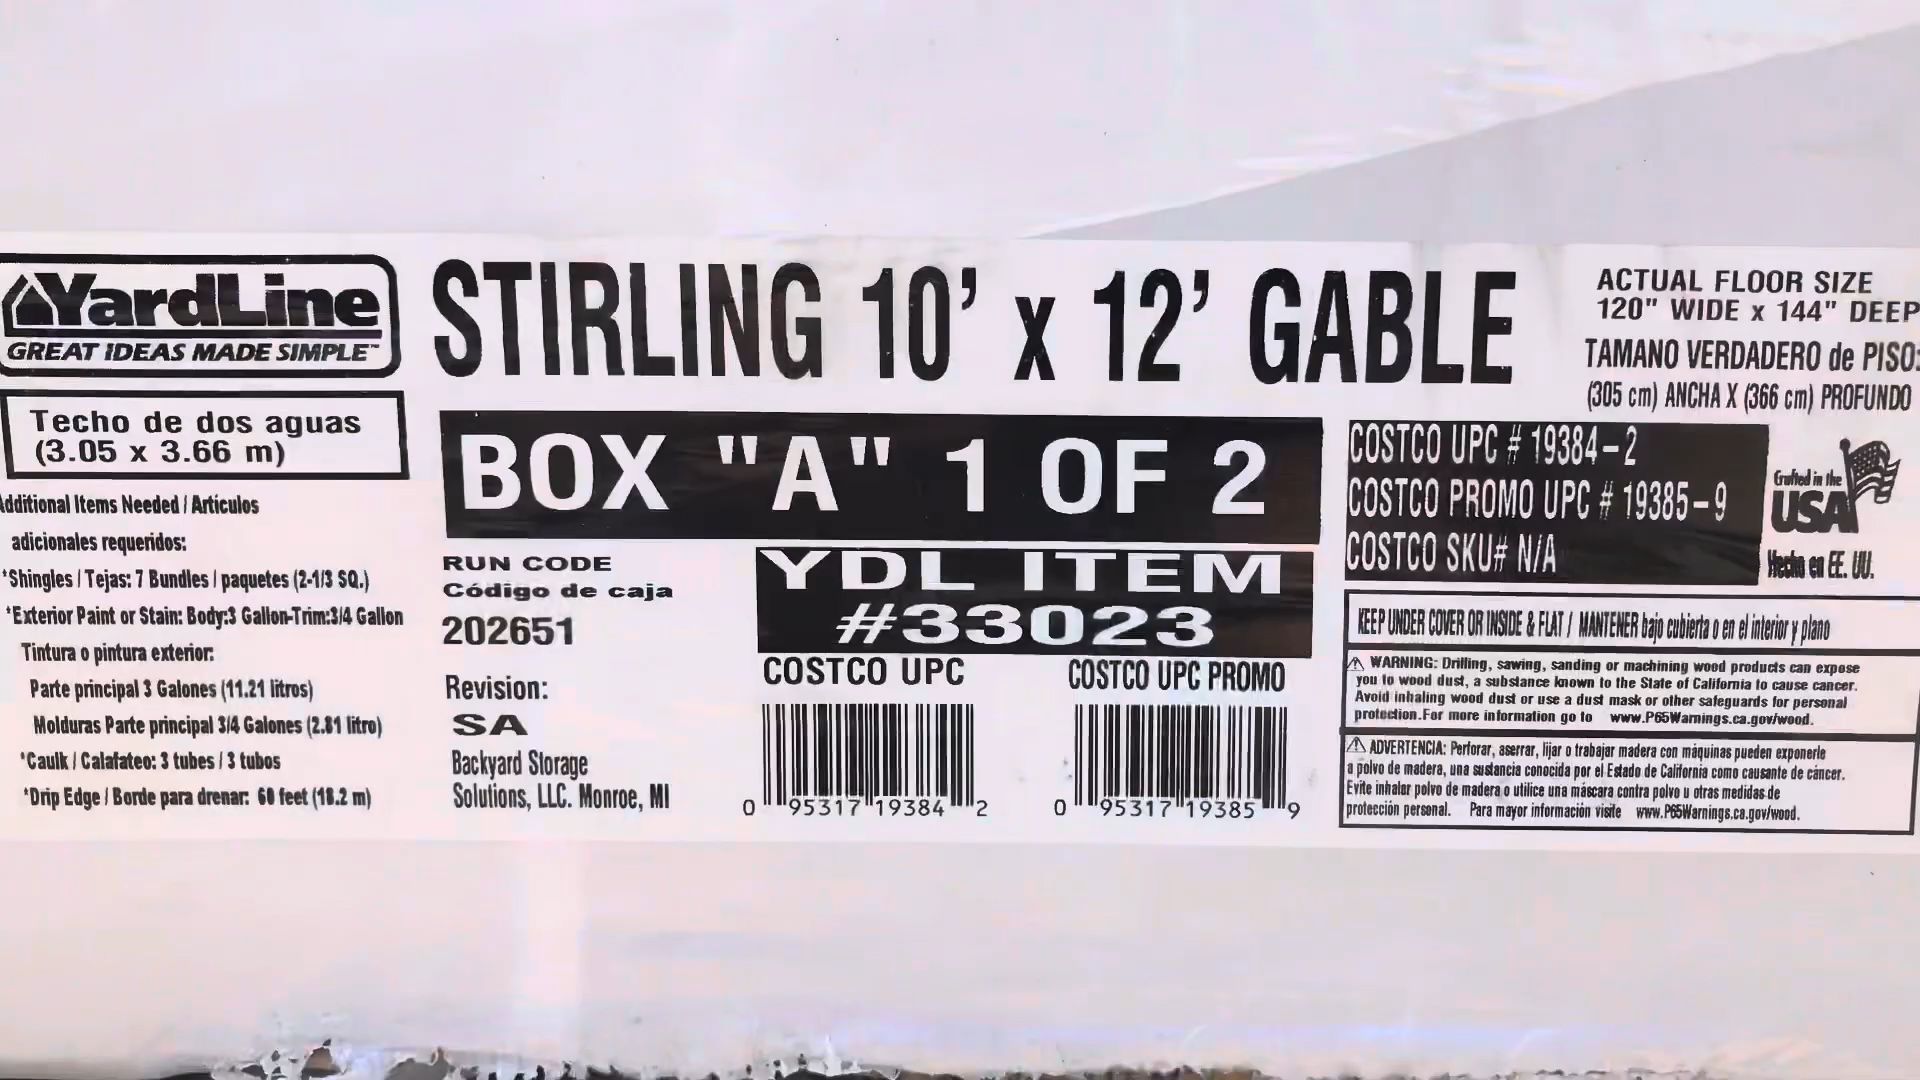 YardLine
GREAT IDEAS MADE SIMPLE™
Techo de dos aguas
(3.05 x 3.66 m)
Additional Items Needed / Artículos
adicionales requeridos:
*Shingles / Tejas: 7 Bundles / paquetes (2-1/3 SQ.)
*Exterior Paint or Stain: Body:3 Gallon-Trim:3/4 Gallon
Tintura o pintura exterior:
Parte principal 3 Galones (11.21 litros)
Molduras Parte principal 3/4 Galones (2.81 litro)
*Caulk / Calafateo: 3 tubes / 3 tubos
*Drip Edge / Borde para drenar: 60 feet (18.2 m)
STIRLING 10' x 12' GABLE
BOX "A" 1 OF 2
RUN CODE
Código de caja
202651
Revision:
SA
Backyard Storage
Solutions, LLC. Monroe, MI
YDL ITEM
#33023
COSTCO UPC
0 95317 19384 2
COSTCO UPC PROMO
0 95317 19385 9
ACTUAL FLOOR SIZE
120" WIDE x 144" DEEP
TAMANO VERDADERO de PISO:
(305 cm) ANCHA X (366 cm) PROFUNDO
COSTCO UPC # 19384-2
COSTCO PROMO UPC # 19385-9
COSTCO SKU# N/A
Crafted in the
USA
Hecho en EE. UU.
KEEP UNDER COVER OR INSIDE & FLAT / MANTENER bajo cubierta o en el interior y plano
⚠ WARNING: Drilling, sawing, sanding or machining wood products can expose
you to wood dust, a substance known to the State of California to cause cancer.
Avoid inhaling wood dust or use a dust mask or other safeguards for personal
protection.For more information go to www.P65Warnings.ca.gov/wood.
⚠ ADVERTENCIA: Perforar, aserrar, lijar o trabajar madera con máquinas pueden exponerle
a polvo de madera, una sustancia conocida por el Estado de California como causante de cáncer.
Evite inhalar polvo de madera o utilice una máscara contra polvo u otras medidas de
protección personal. Para mayor información visite www.P65Warnings.ca.gov/wood.